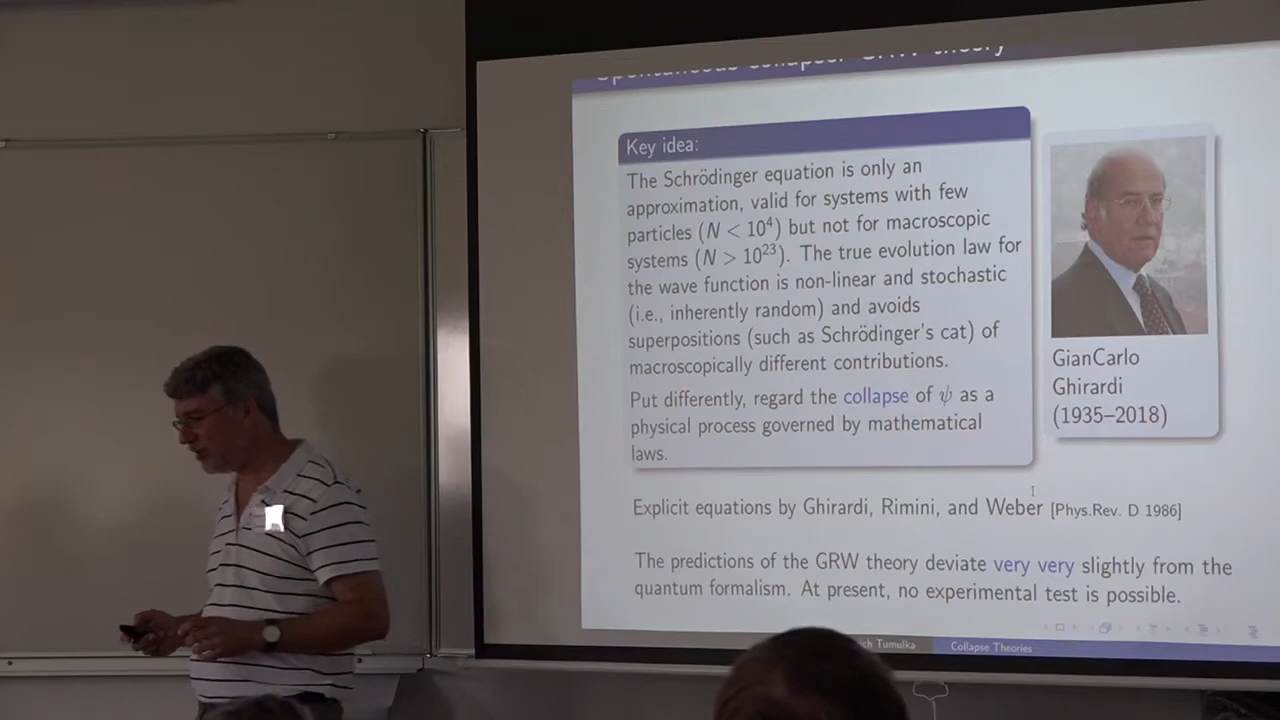 Spontaneous collapse: GRW theory
Key idea:
The Schrödinger equation is only an
approximation, valid for systems with few
particles (N < 10⁴) but not for macroscopic
systems (N > 10²³). The true evolution law for
the wave function is non-linear and stochastic
(i.e., inherently random) and avoids
superpositions (such as Schrödinger's cat) of
macroscopically different contributions.
Put differently, regard the collapse of ψ as a
physical process governed by mathematical
laws.
GianCarlo
Ghirardi
(1935–2018)
Explicit equations by Ghirardi, Rimini, and Weber [Phys.Rev. D 1986]
The predictions of the GRW theory deviate very very slightly from the
quantum formalism. At present, no experimental test is possible.
ch Tumulka
Collapse Theories